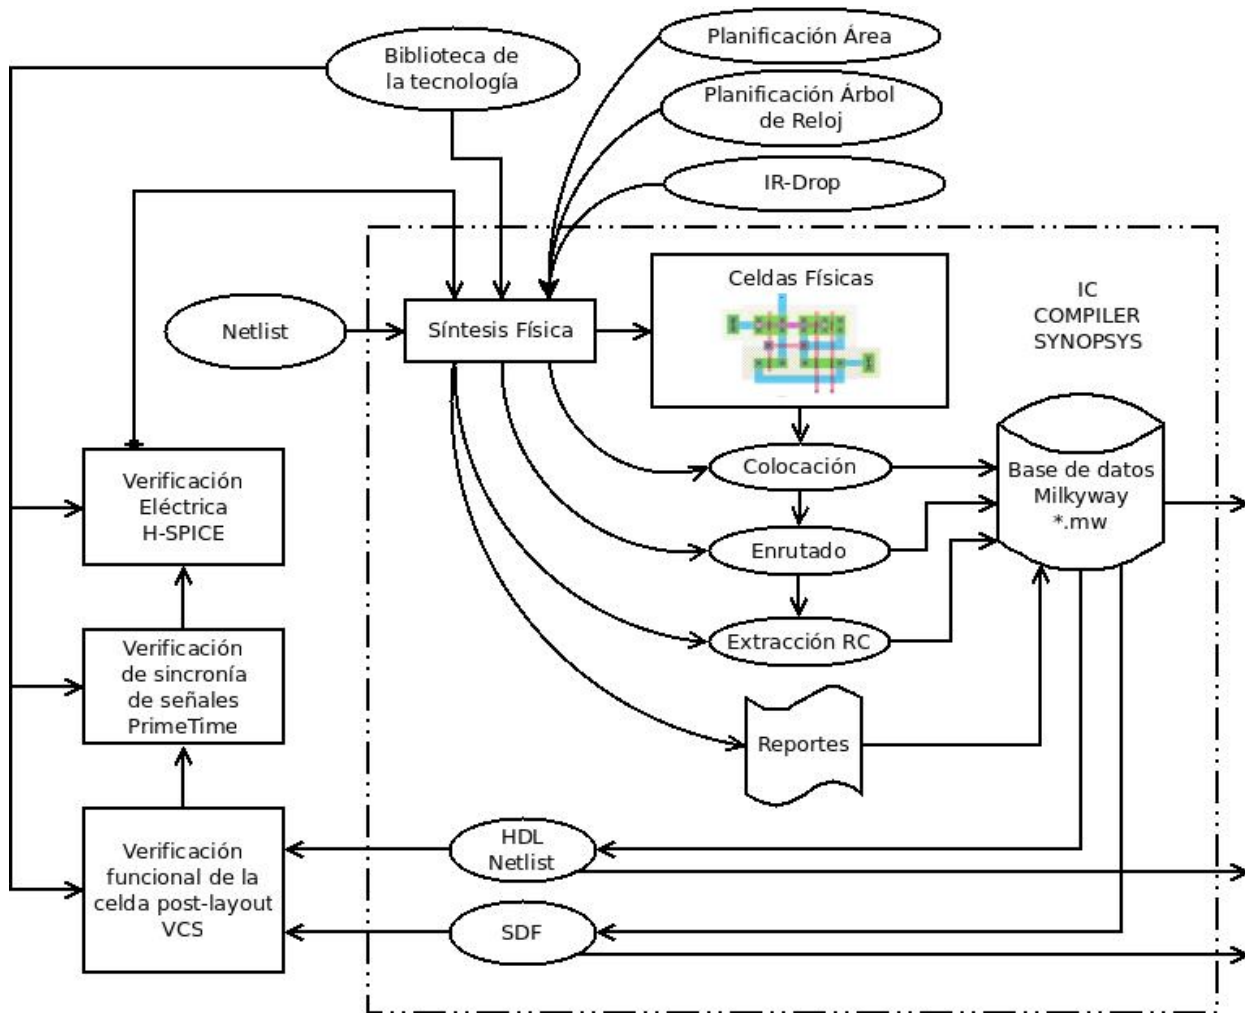 Planificación Área
Biblioteca de
la tecnología
Planificación Árbol
de Reloj
IR-Drop
Celdas Físicas
IC
COMPILER
SYNOPSYS
Netlist
Síntesis Física
Colocación
Base de datos
Milkyway
*.mw
Verificación
Eléctrica
H-SPICE
Enrutado
Extracción RC
Verificación
de sincronía
de señales
PrimeTime
Reportes
HDL
Netlist
Verificación
funcional de la
celda post-layout
VCS
SDF